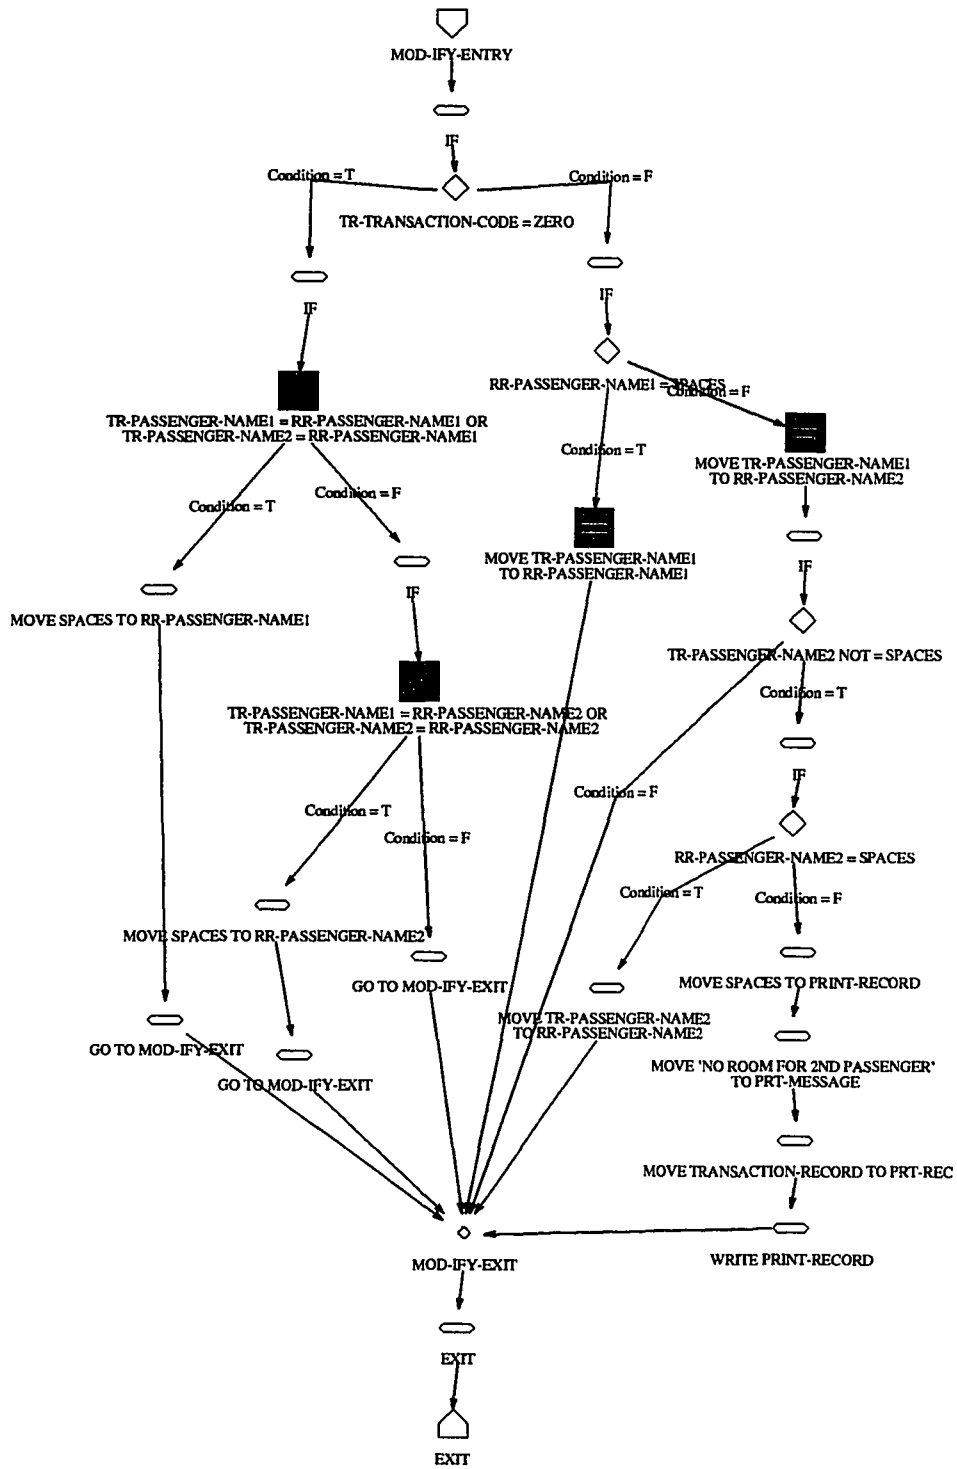 MOD-IFY-ENTRY
IF
Condition = T
Condition = F
TR-TRANSACTION-CODE = ZERO
IF
IF
RR-PASSENGER-NAME1 = SPACES
Condition = F
TR-PASSENGER-NAME1 = RR-PASSENGER-NAME1 OR
TR-PASSENGER-NAME2 = RR-PASSENGER-NAME1
Condition = T
MOVE TR-PASSENGER-NAME1
TO RR-PASSENGER-NAME2
Condition = T
Condition = F
MOVE TR-PASSENGER-NAME1
TO RR-PASSENGER-NAME1
IF
IF
MOVE SPACES TO RR-PASSENGER-NAME1
TR-PASSENGER-NAME2 NOT = SPACES
Condition = T
TR-PASSENGER-NAME1 = RR-PASSENGER-NAME2 OR
TR-PASSENGER-NAME2 = RR-PASSENGER-NAME2
IF
Condition = F
Condition = T
Condition = F
RR-PASSENGER-NAME2 = SPACES
Condition = T
Condition = F
MOVE SPACES TO RR-PASSENGER-NAME2
GO TO MOD-IFY-EXIT
MOVE SPACES TO PRINT-RECORD
MOVE TR-PASSENGER-NAME2
TO RR-PASSENGER-NAME2
GO TO MOD-IFY-EXIT
GO TO MOD-IFY-EXIT
MOVE 'NO ROOM FOR 2ND PASSENGER'
TO PRT-MESSAGE
MOVE TRANSACTION-RECORD TO PRT-REC
MOD-IFY-EXIT
WRITE PRINT-RECORD
EXIT
EXIT